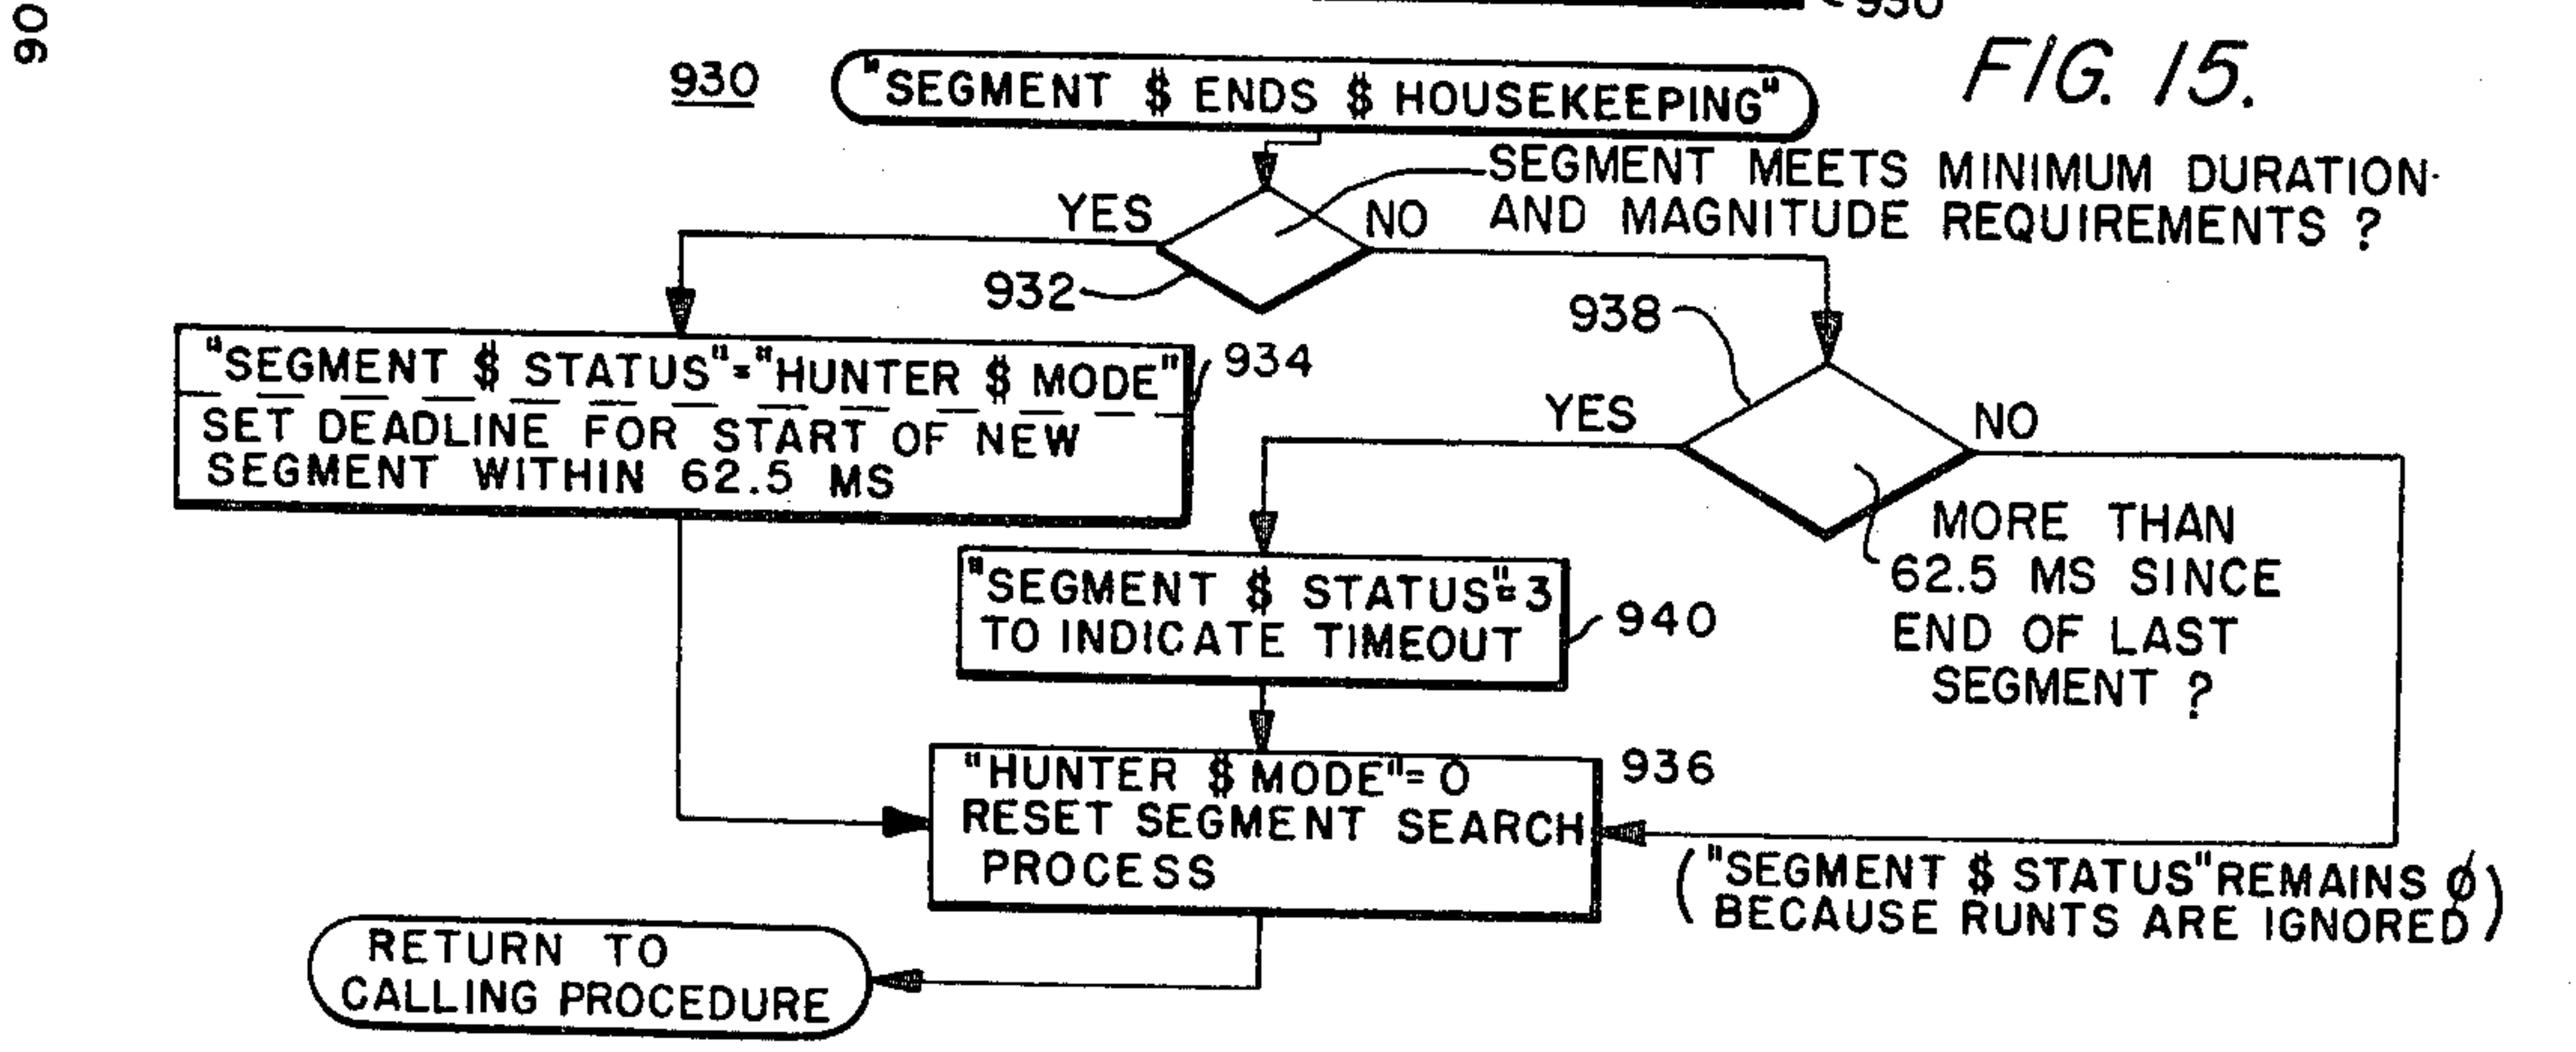 90
930
FIG. 15.
930
"SEGMENT $ ENDS $ HOUSEKEEPING"
SEGMENT MEETS MINIMUM DURATION
AND MAGNITUDE REQUIREMENTS ?
YES
NO
932
938
"SEGMENT $ STATUS"="HUNTER $ MODE"
934
SET DEADLINE FOR START OF NEW
SEGMENT WITHIN 62.5 MS
YES
NO
MORE THAN
62.5 MS SINCE
END OF LAST
SEGMENT ?
"SEGMENT $ STATUS"=3
TO INDICATE TIMEOUT
940
"HUNTER $ MODE"=0
RESET SEGMENT SEARCH
PROCESS
936
("SEGMENT $ STATUS" REMAINS Ø
BECAUSE RUNTS ARE IGNORED)
RETURN TO
CALLING PROCEDURE